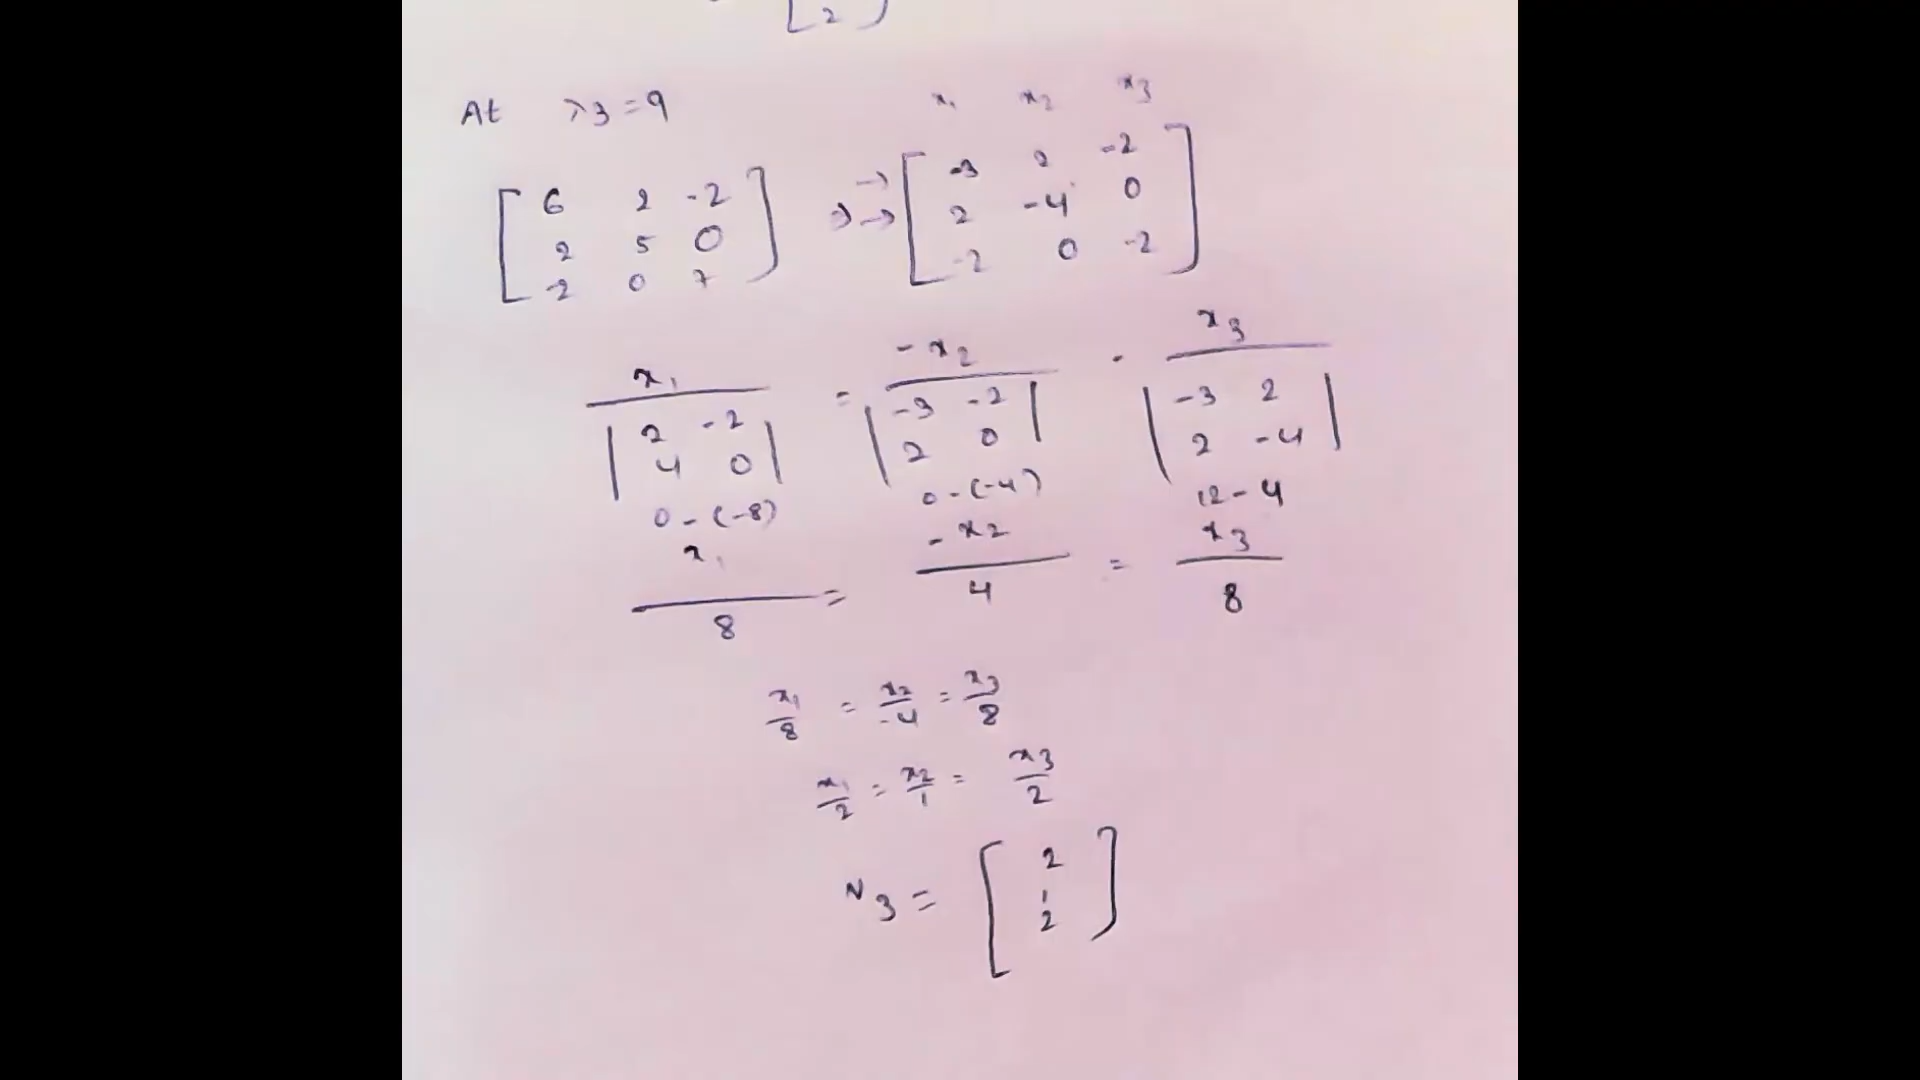 2
At λ3 = 9
x1 x2 x3
[ 6 2 -2 ] ⇒→ [ -3 2 -2 ]
[ 2 5 0 ] [ 2 -4 0 ]
[ -2 0 7 ] [ -2 0 -2 ]
x1 = -x2 · x3
| 2 -2 | | -3 -2 | | -3 2 |
| 4 0 | | 2 0 | | 2 -4 |
0 - (-8) 0 - (-4) 12 - 4
x1/8 = -x2/4 = x3/8
x1/8 = x2/-4 = x3/8
x1/2 = x2/1 = x3/2
N3 = [ 2
1
2 ]